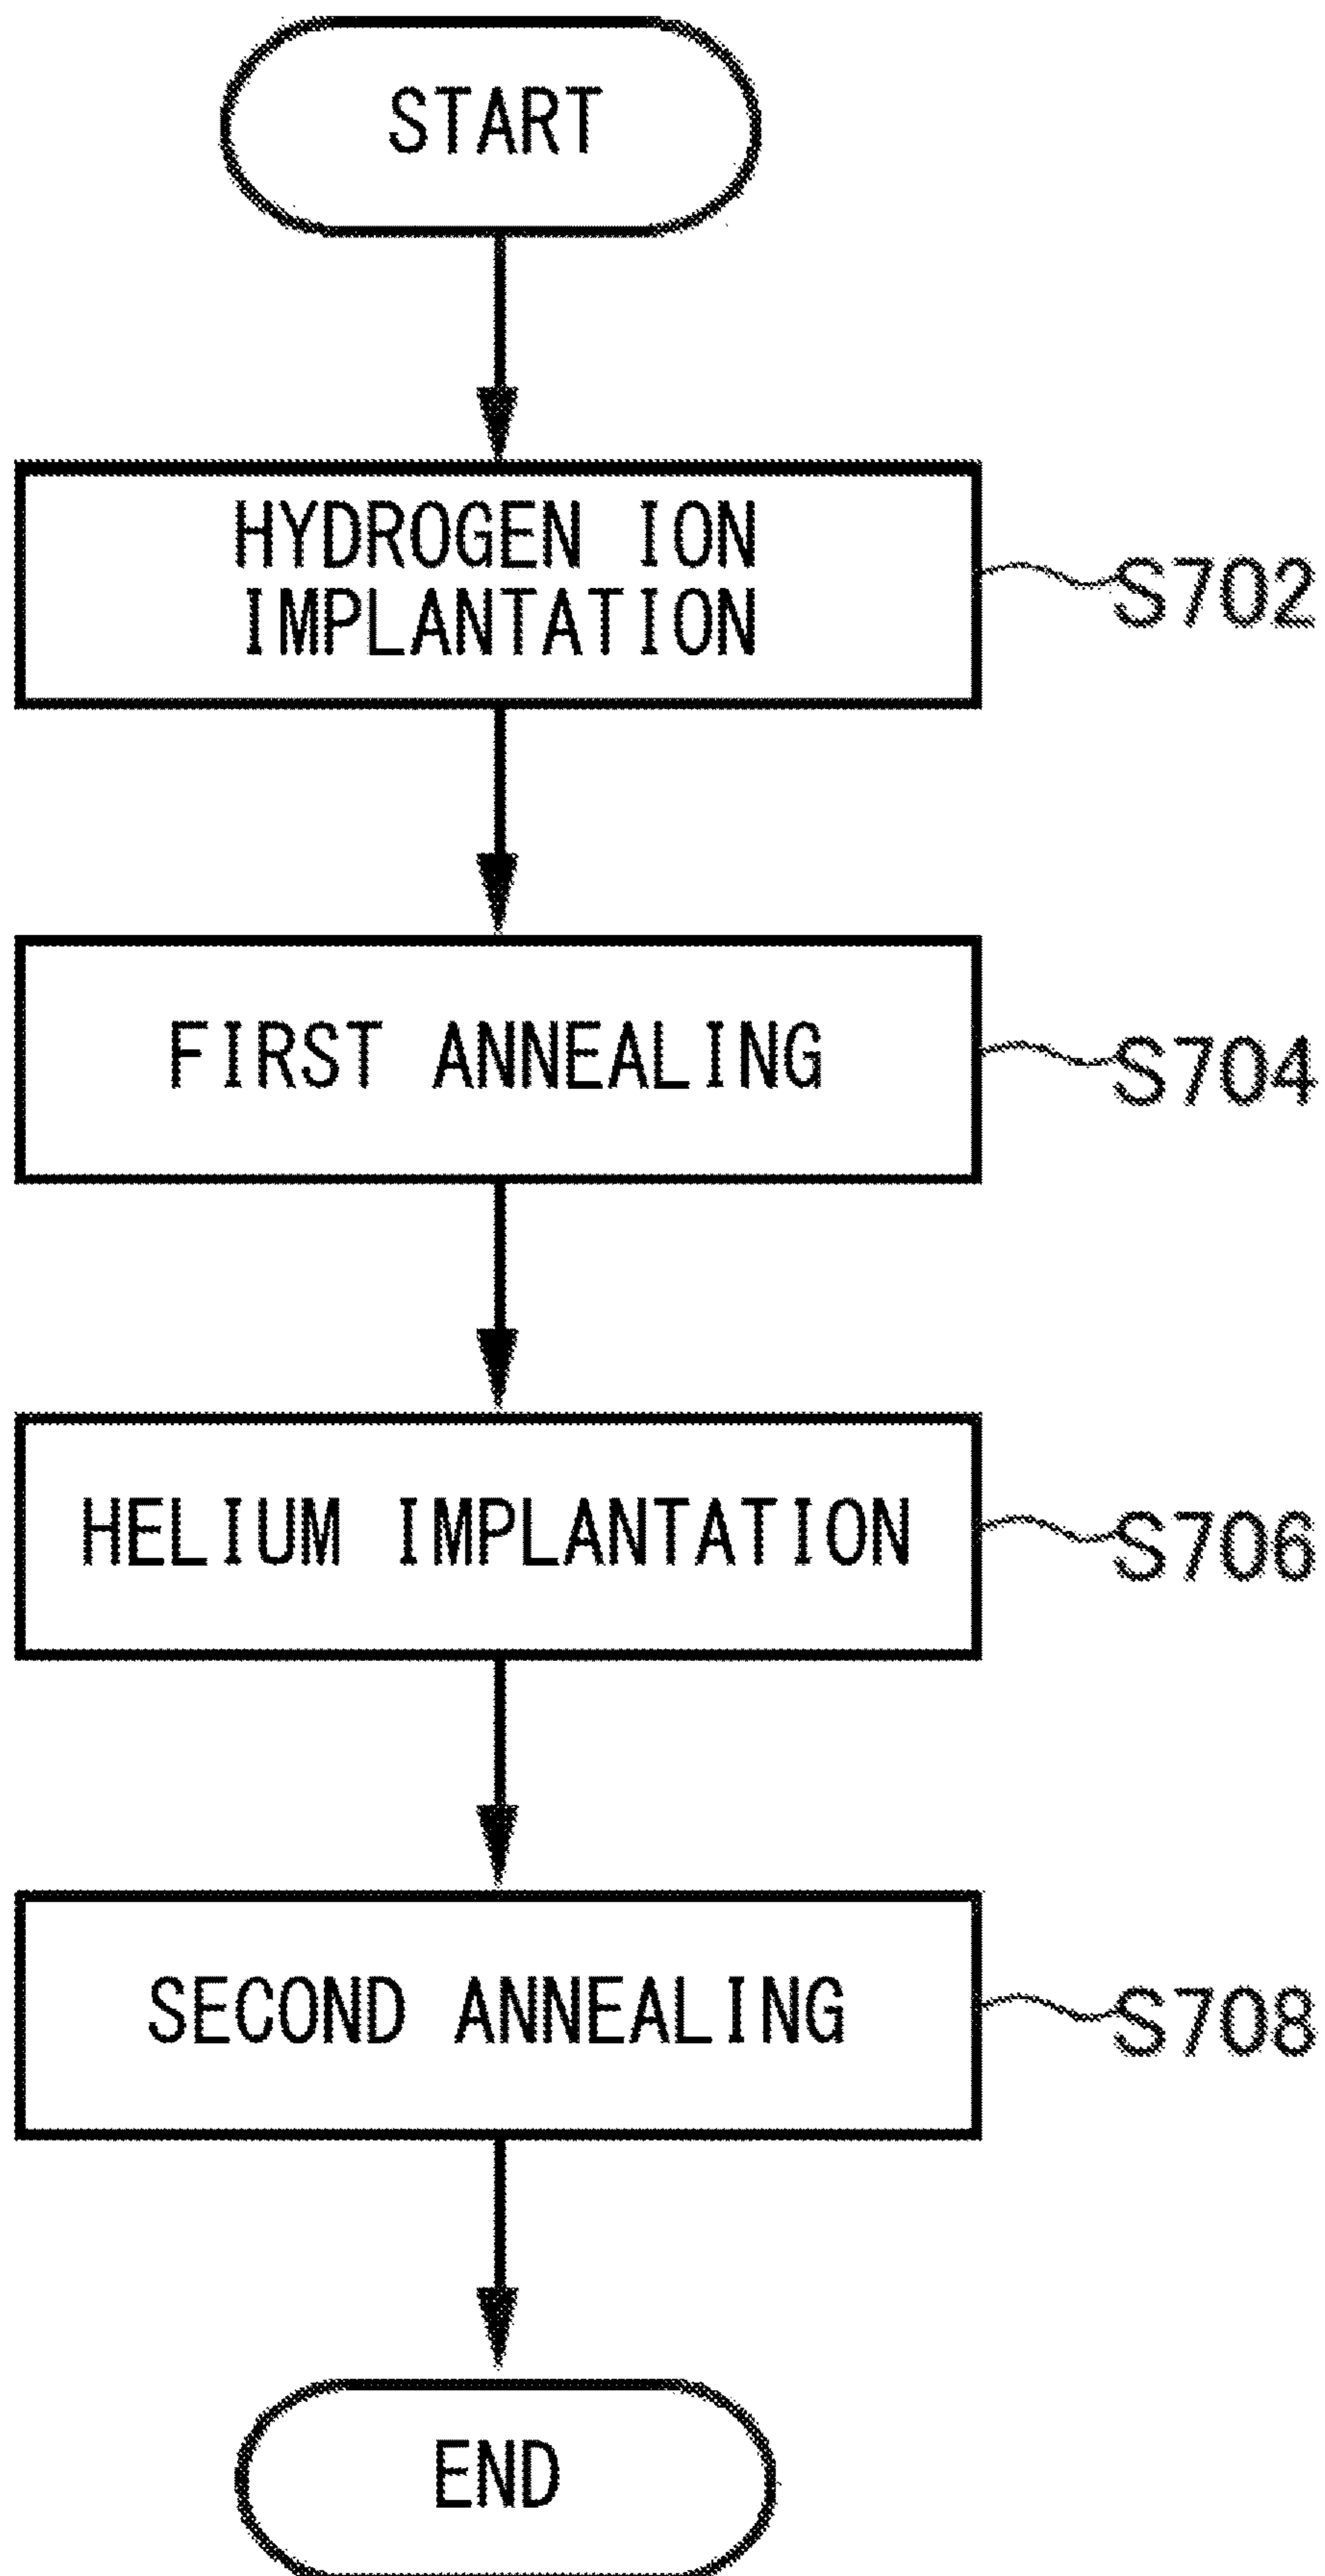 START
HYDROGEN ION
IMPLANTATION
S702
FIRST ANNEALING
S704
HELIUM IMPLANTATION
S706
SECOND ANNEALING
S708
END